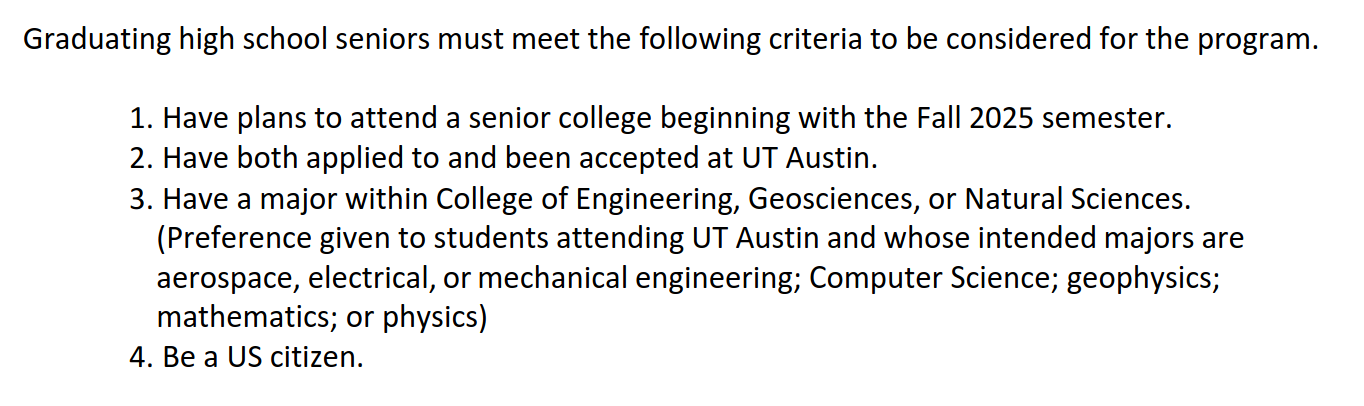 Graduating high school seniors must meet the following criteria to be considered for the program.
1. Have plans to attend a senior college beginning with the Fall 2025 semester.
2. Have both applied to and been accepted at UT Austin.
3. Have a major within College of Engineering, Geosciences, or Natural Sciences.
(Preference given to students attending UT Austin and whose intended majors are
aerospace, electrical, or mechanical engineering; Computer Science; geophysics;
mathematics; or physics)
4. Be a US citizen.